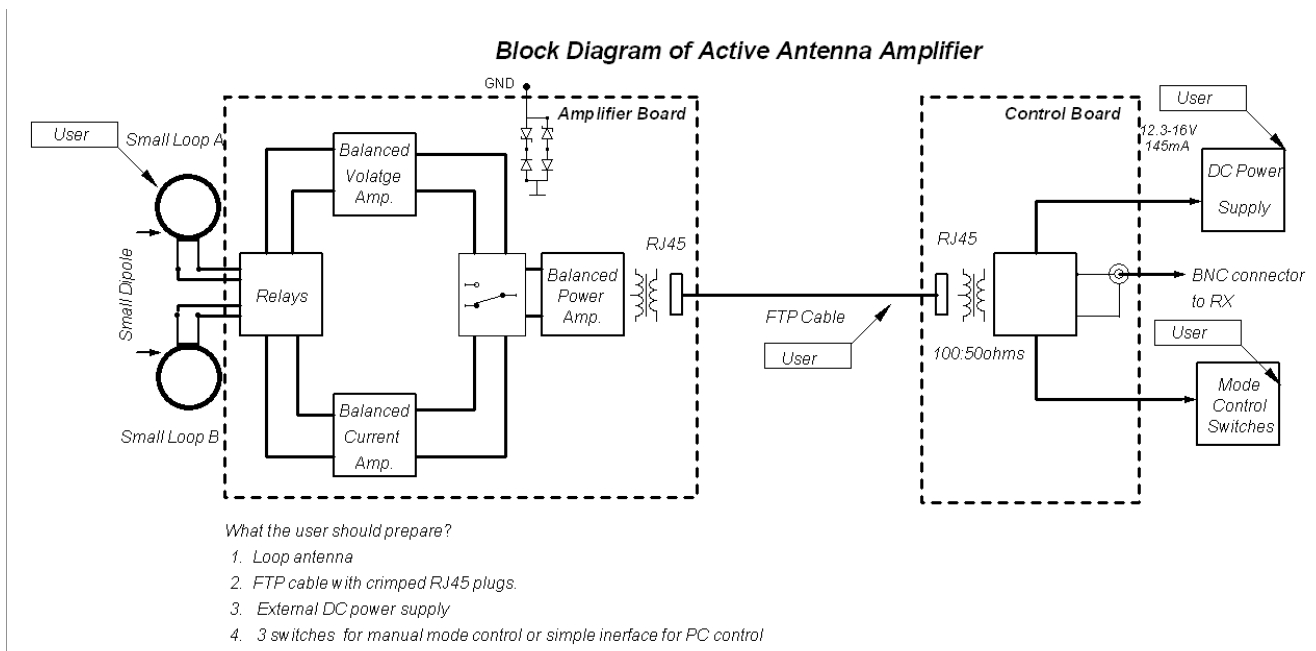 Block Diagram of Active Antenna Amplifier
GND
Amplifier Board
Control Board
User
Small Loop A
Balanced
Volatge
Amp.
12.3-16V
145mA
User
DC Power
Supply
Small Dipole
Relays
RJ45
Balanced
Power
Amp.
RJ45
BNC connector
to RX
FTP Cable
User
100:50ohms
User
Mode
Control
Switches
Small Loop B
Balanced
Current
Amp.
What the user should prepare?
1. Loop antenna
2. FTP cable with crimped RJ45 plugs.
3. External DC power supply
4. 3 switches for manual mode control or simple inerface for PC control